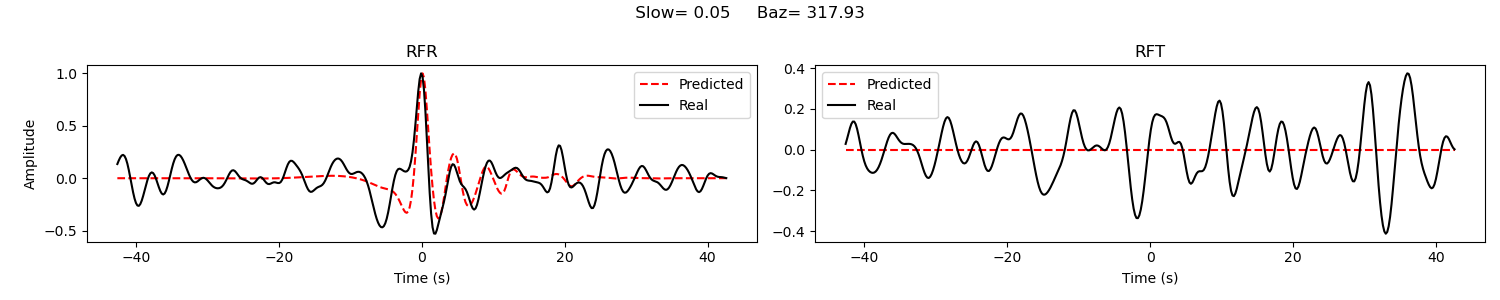 Slow= 0.05 Baz= 317.93
RFR
RFT
Amplitude
1.0
0.5
0.0
−0.5
Predicted
Real
−40
−20
0
20
40
Time (s)
0.4
0.2
0.0
−0.2
−0.4
Predicted
Real
−40
−20
0
20
40
Time (s)